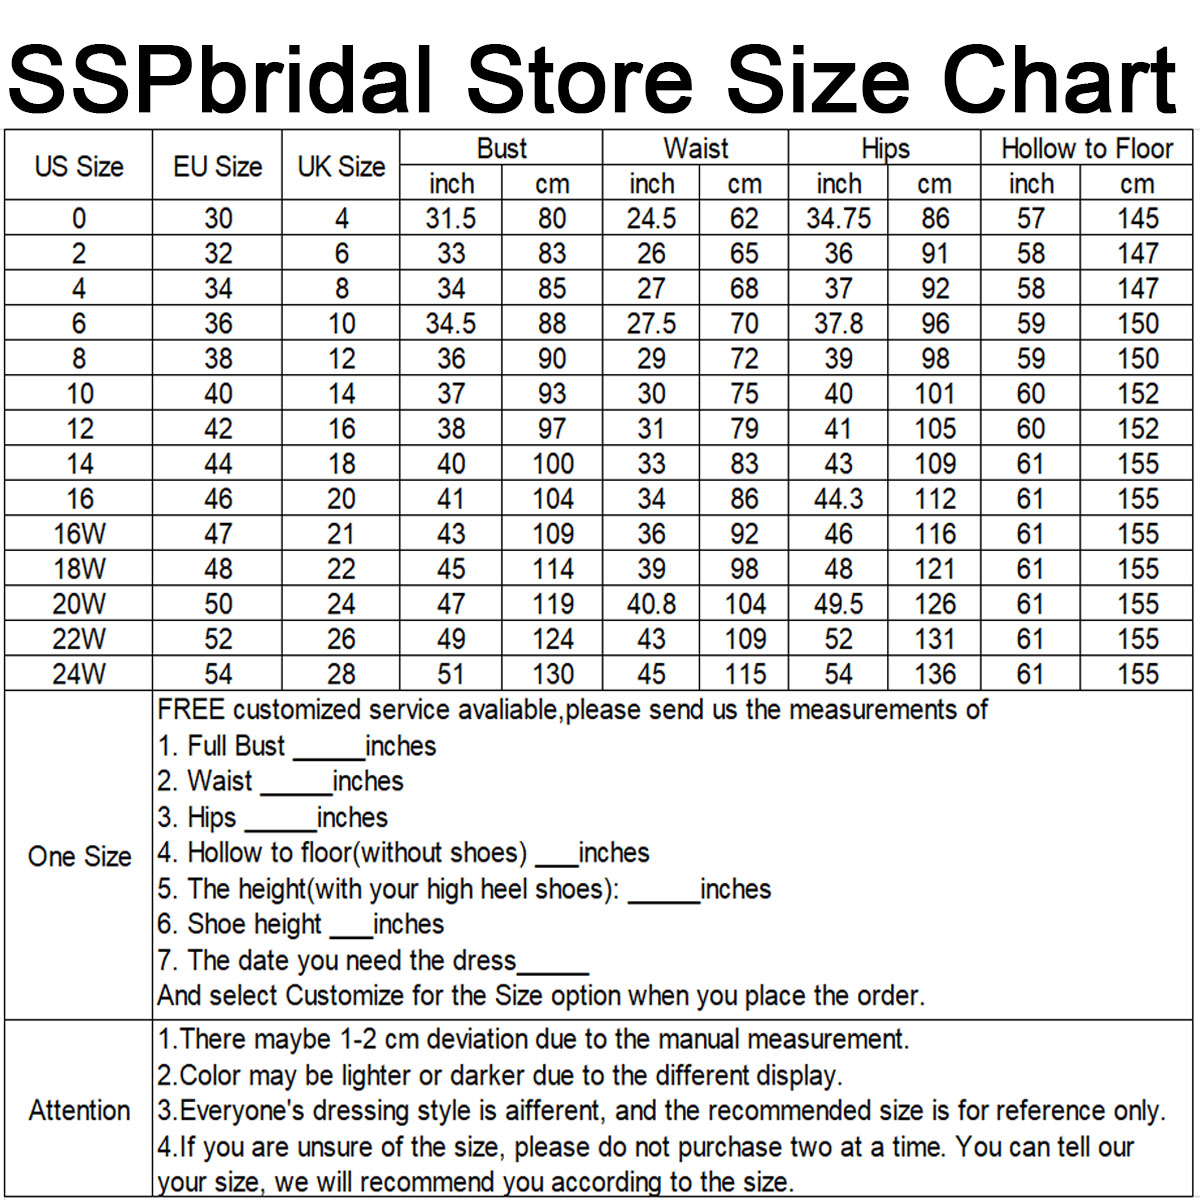 SSPbridal Store Size Chart
US Size EU Size UK Size Bust Waist Hips Hollow to Floor
inch cm inch cm inch cm inch cm
0 30 4 31.5 80 24.5 62 34.75 86 57 145
2 32 6 33 83 26 65 36 91 58 147
4 34 8 34 85 27 68 37 92 58 147
6 36 10 34.5 88 27.5 70 37.8 96 59 150
8 38 12 36 90 29 72 39 98 59 150
10 40 14 37 93 30 75 40 101 60 152
12 42 16 38 97 31 79 41 105 60 152
14 44 18 40 100 33 83 43 109 61 155
16 46 20 41 104 34 86 44.3 112 61 155
16W 47 21 43 109 36 92 46 116 61 155
18W 48 22 45 114 39 98 48 121 61 155
20W 50 24 47 119 40.8 104 49.5 126 61 155
22W 52 26 49 124 43 109 52 131 61 155
24W 54 28 51 130 45 115 54 136 61 155
One Size
FREE customized service avaliable,please send us the measurements of
1. Full Bust _____inches
2. Waist _____inches
3. Hips _____inches
4. Hollow to floor(without shoes) ___inches
5. The height(with your high heel shoes): _____inches
6. Shoe height ___inches
7. The date you need the dress_____
And select Customize for the Size option when you place the order.
Attention
1.There maybe 1-2 cm deviation due to the manual measurement.
2.Color may be lighter or darker due to the different display.
3.Everyone's dressing style is aifferent, and the recommended size is for reference only.
4.If you are unsure of the size, please do not purchase two at a time. You can tell our
your size, we will recommend you according to the size.